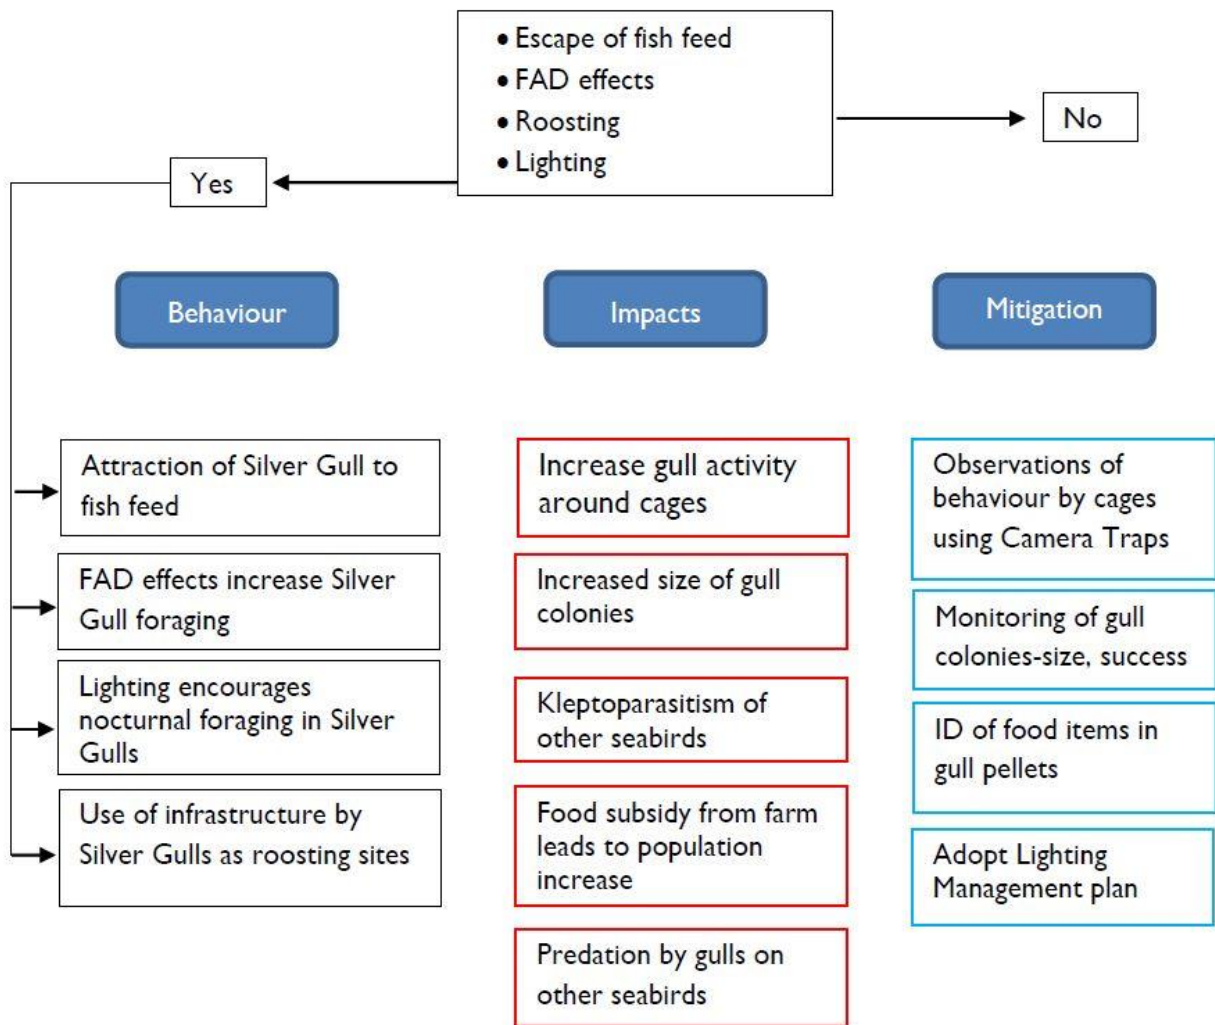 • Escape of fish feed
• FAD effects
• Roosting
• Lighting
No
Yes
Behaviour
Impacts
Mitigation
Attraction of Silver Gull to
fish feed
FAD effects increase Silver
Gull foraging
Lighting encourages
nocturnal foraging in Silver
Gulls
Use of infrastructure by
Silver Gulls as roosting sites
Increase gull activity
around cages
Increased size of gull
colonies
Kleptoparasitism of
other seabirds
Food subsidy from farm
leads to population
increase
Predation by gulls on
other seabirds
Observations of
behaviour by cages
using Camera Traps
Monitoring of gull
colonies-size, success
ID of food items in
gull pellets
Adopt Lighting
Management plan